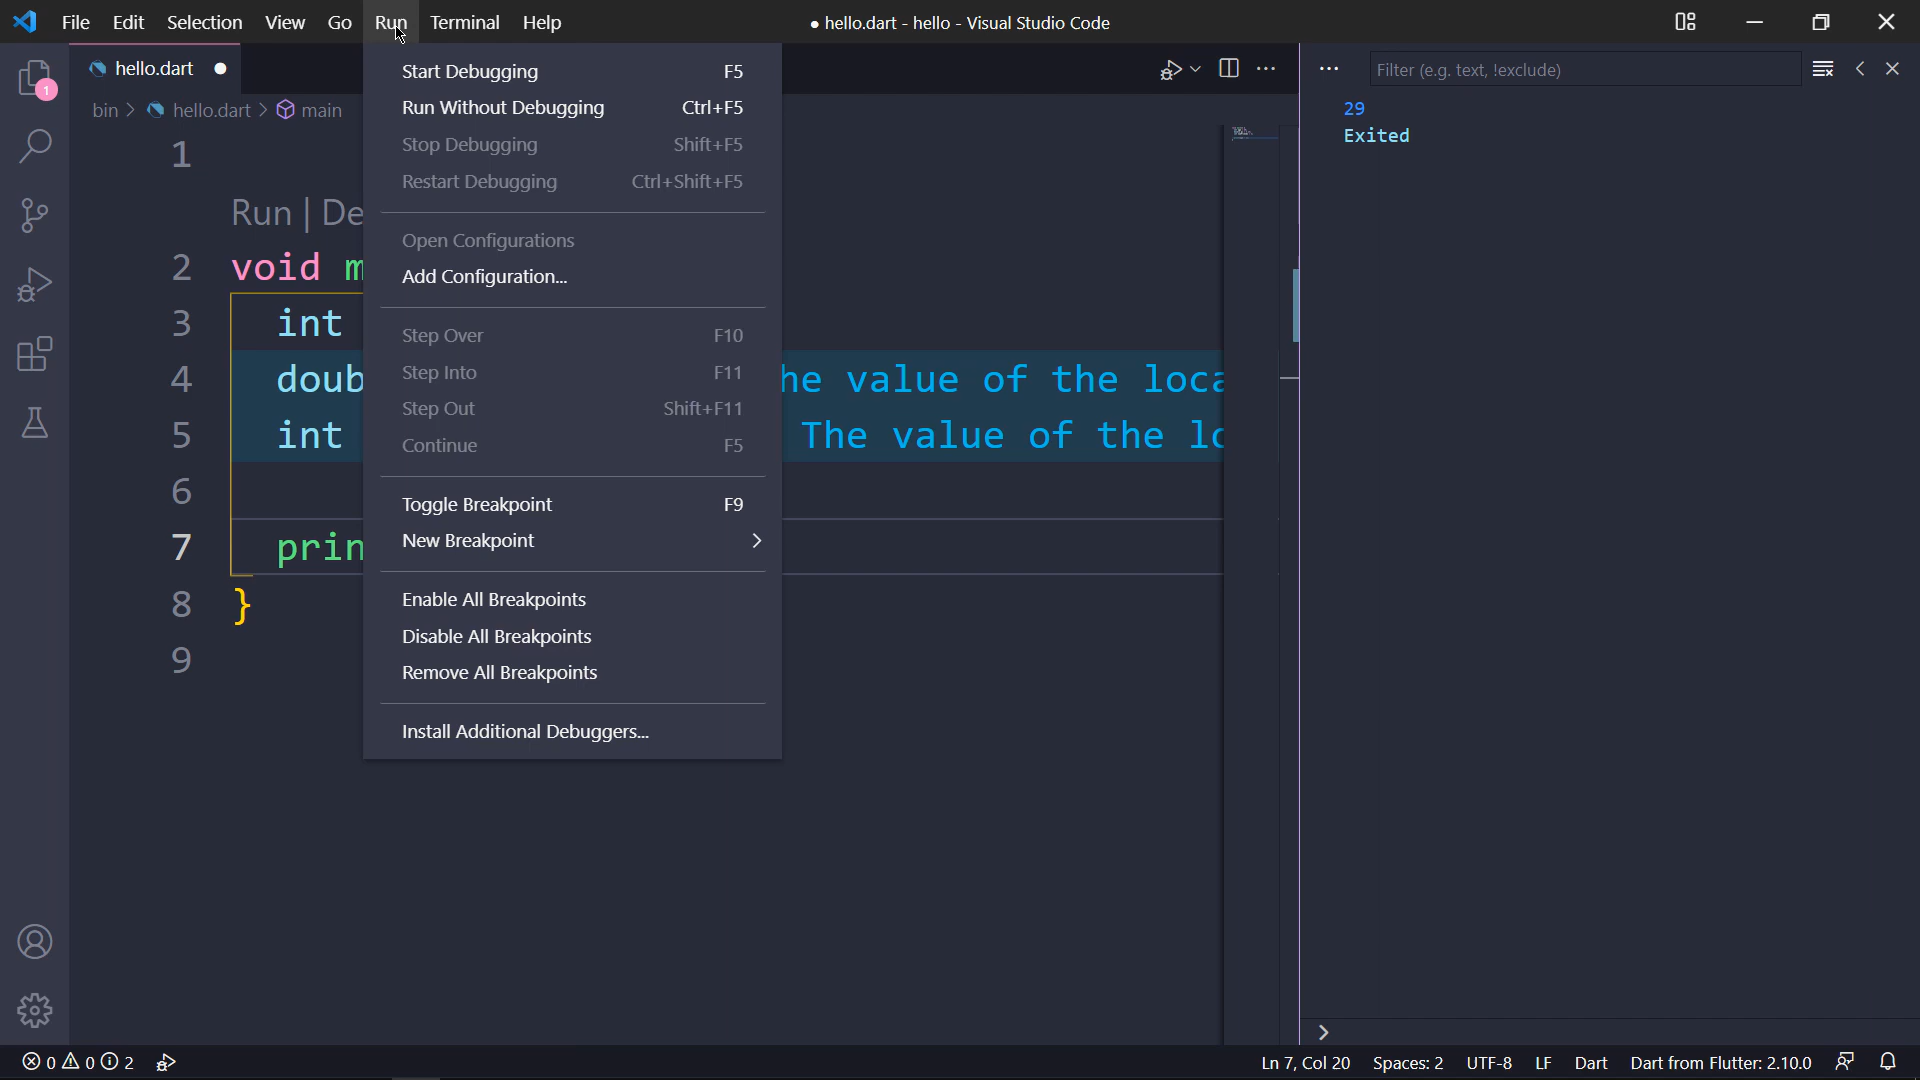 File Edit Selection View Go Run Terminal Help
● hello.dart - hello - Visual Studio Code
hello.dart ●
bin > hello.dart > main
Start Debugging F5
Run Without Debugging Ctrl+F5
Stop Debugging Shift+F5
Restart Debugging Ctrl+Shift+F5
Open Configurations
Add Configuration...
Step Over F10
Step Into F11
Step Out Shift+F11
Continue F5
Toggle Breakpoint F9
New Breakpoint >
Enable All Breakpoints
Disable All Breakpoints
Remove All Breakpoints
Install Additional Debuggers...
1
1
Run | De
2 void m
3 int
4 doub he value of the loca
5 int The value of the lo
6
7 prin
8 }
9
Filter (e.g. text, !exclude)
29
Exited
>
0 0 2
Ln 7, Col 20 Spaces: 2 UTF-8 LF Dart Dart from Flutter: 2.10.0